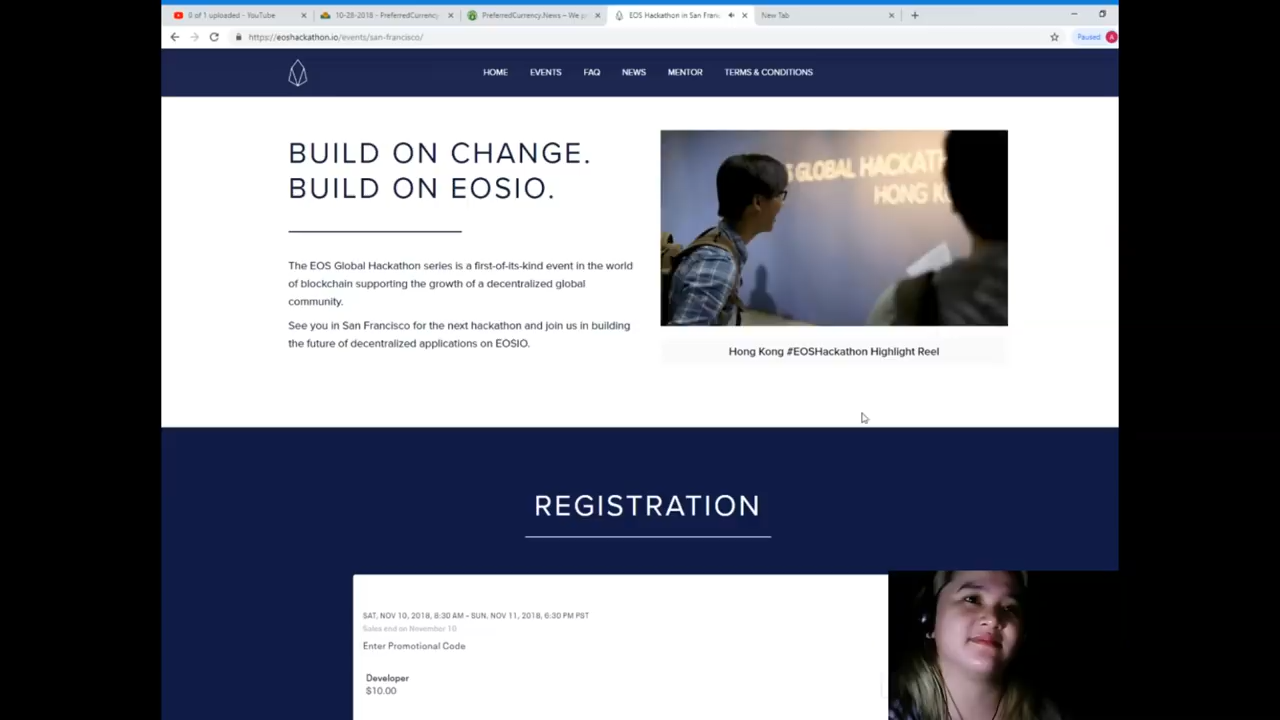 0 of 1 uploaded - YouTube
10-28-2018 - PreferredCurrency
PreferredCurrency.News – We p
EOS Hackathon in San Fran
New Tab
https://eoshackathon.io/events/san-francisco/
Paused
A
HOME EVENTS FAQ NEWS MENTOR TERMS & CONDITIONS
BUILD ON CHANGE.
BUILD ON EOSIO.
The EOS Global Hackathon series is a first-of-its-kind event in the world
of blockchain supporting the growth of a decentralized global
community.
See you in San Francisco for the next hackathon and join us in building
the future of decentralized applications on EOSIO.
S GLOBAL HACKATH
HONG K
Hong Kong #EOSHackathon Highlight Reel
REGISTRATION
SAT, NOV 10, 2018, 8:30 AM - SUN, NOV 11, 2018, 6:30 PM PST
Sales end on November 10
Enter Promotional Code
Developer
$10.00